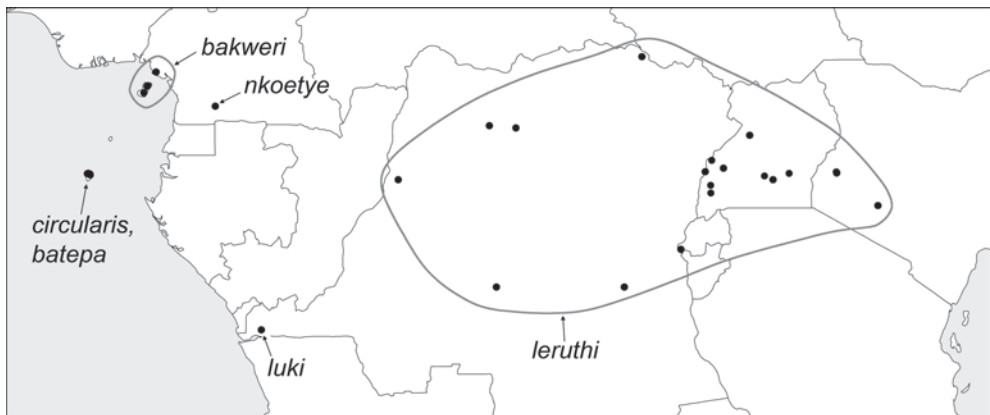 bakweri
nkoetye
circularis,
batepa
leruthi
luki